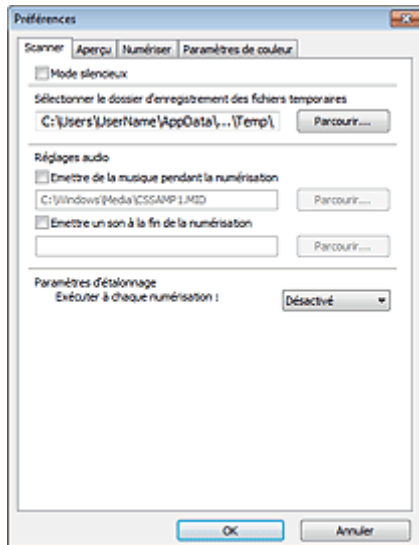 Préférences
Scanner Aperçu Numériser Paramètres de couleur
Mode silencieux
Sélectionner le dossier d'enregistrement des fichiers temporaires
C:\Users\UserName\AppData\...\Temp\ Parcourir....
Réglages audio
Emettre de la musique pendant la numérisation
C:\Windows\Media\CSSAMP1.MID Parcourir....
Emettre un son à la fin de la numérisation
Parcourir....
Paramètres d'étalonnage
Exécuter à chaque numérisation : Désactivé
OK Annuler